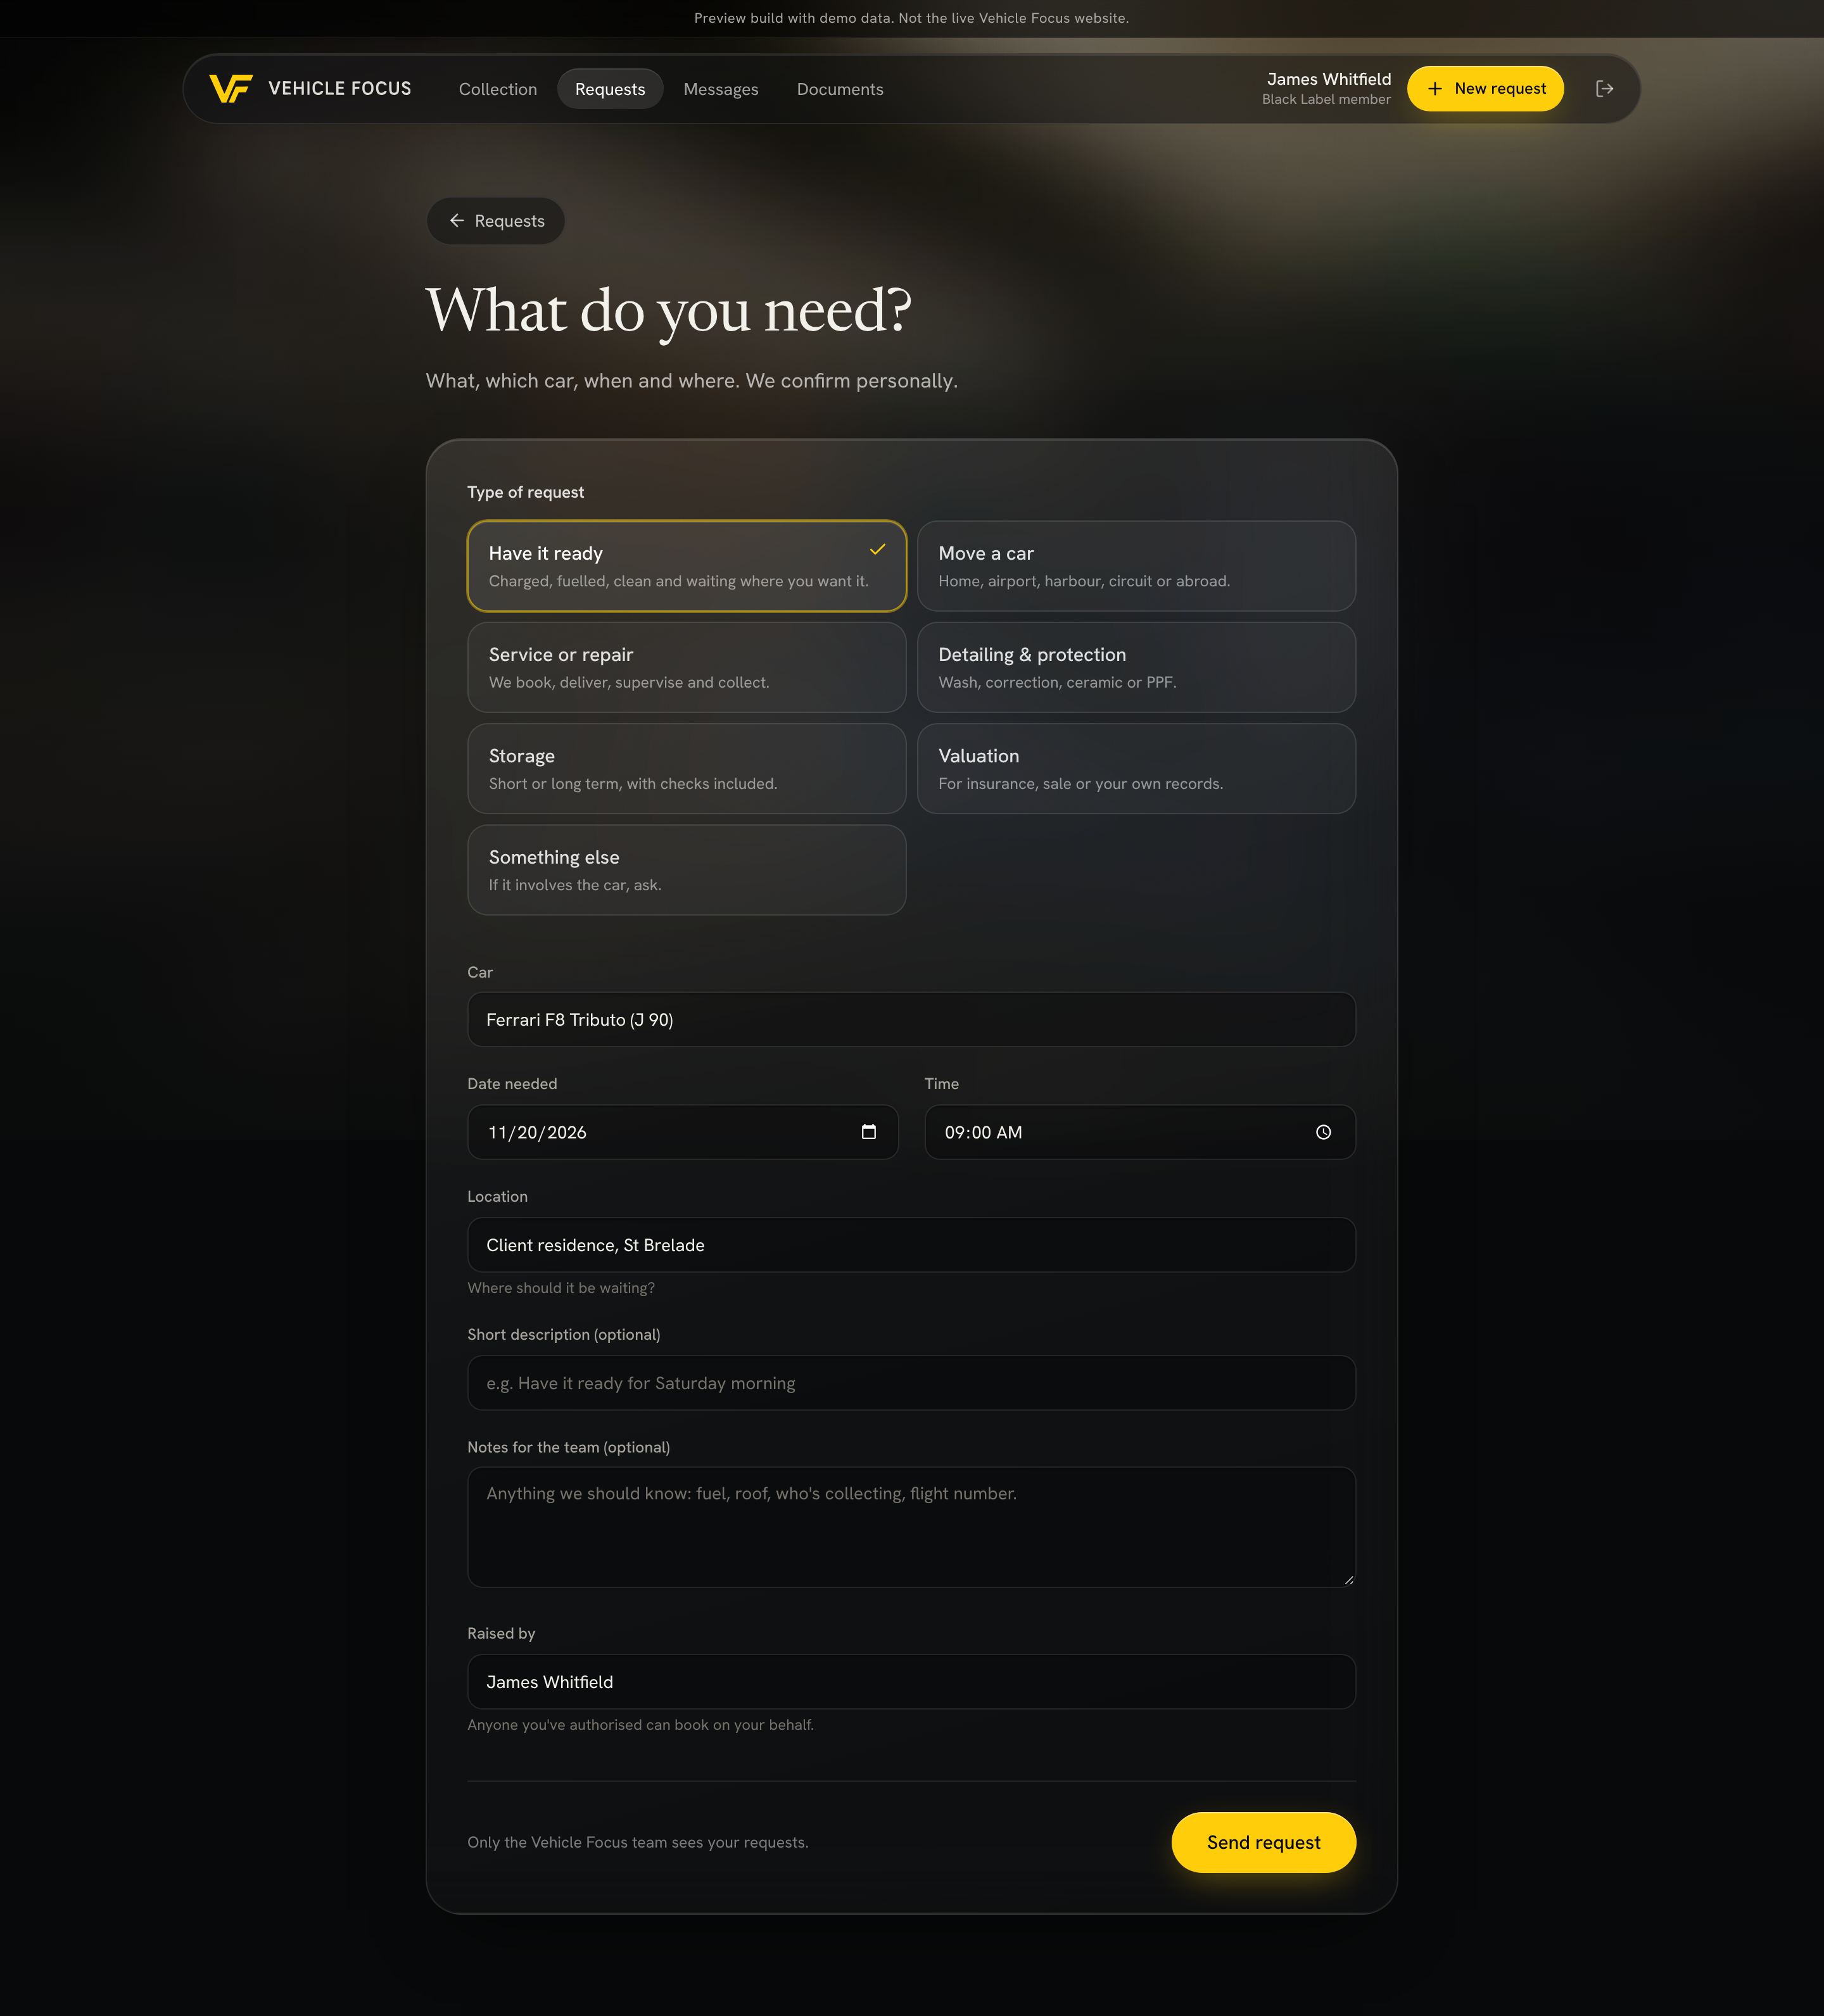 Preview build with demo data. Not the live Vehicle Focus website.
VF VEHICLE FOCUS
Collection
Requests
Messages
Documents
James Whitfield
Black Label member
New request
Requests
What do you need?
What, which car, when and where. We confirm personally.
Type of request
Have it ready
Charged, fuelled, clean and waiting where you want it.
Move a car
Home, airport, harbour, circuit or abroad.
Service or repair
We book, deliver, supervise and collect.
Detailing & protection
Wash, correction, ceramic or PPF.
Storage
Short or long term, with checks included.
Valuation
For insurance, sale or your own records.
Something else
If it involves the car, ask.
Car
Ferrari F8 Tributo (J 90)
Date needed
11/20/2026
Time
09:00 AM
Location
Client residence, St Brelade
Where should it be waiting?
Short description (optional)
e.g. Have it ready for Saturday morning
Notes for the team (optional)
Anything we should know: fuel, roof, who's collecting, flight number.
Raised by
James Whitfield
Anyone you've authorised can book on your behalf.
Only the Vehicle Focus team sees your requests.
Send request